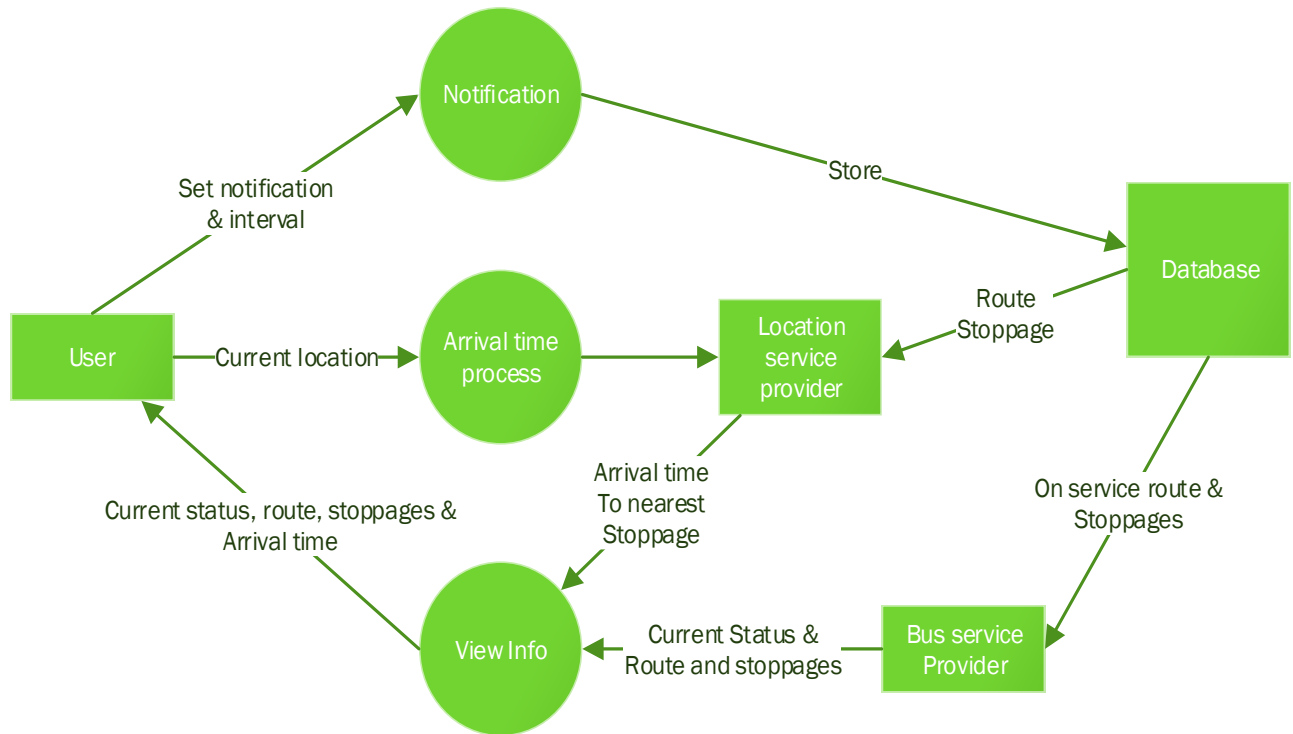 Notification
Set notification
& interval
Store
Database
User
Current location
Arrival time
process
Location
service
provider
Route
Stoppage
Arrival time
To nearest
Stoppage
On service route &
Stoppages
Current status, route, stoppages &
Arrival time
View Info
Current Status &
Route and stoppages
Bus service
Provider